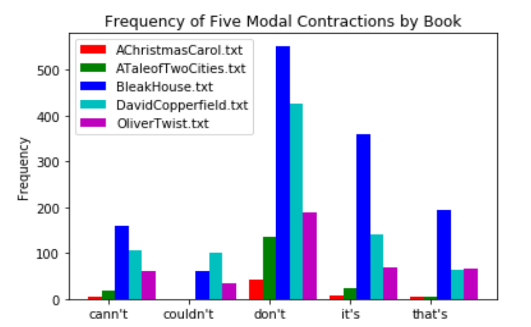 Frequency of Five Modal Contractions by Book
AChristmasCarol.txt
ATaleofTwoCities.txt
BleakHouse.txt
DavidCopperfield.txt
OliverTwist.txt
Frequency
500
400
300
200
100
0
cann't couldn't don't it's that's